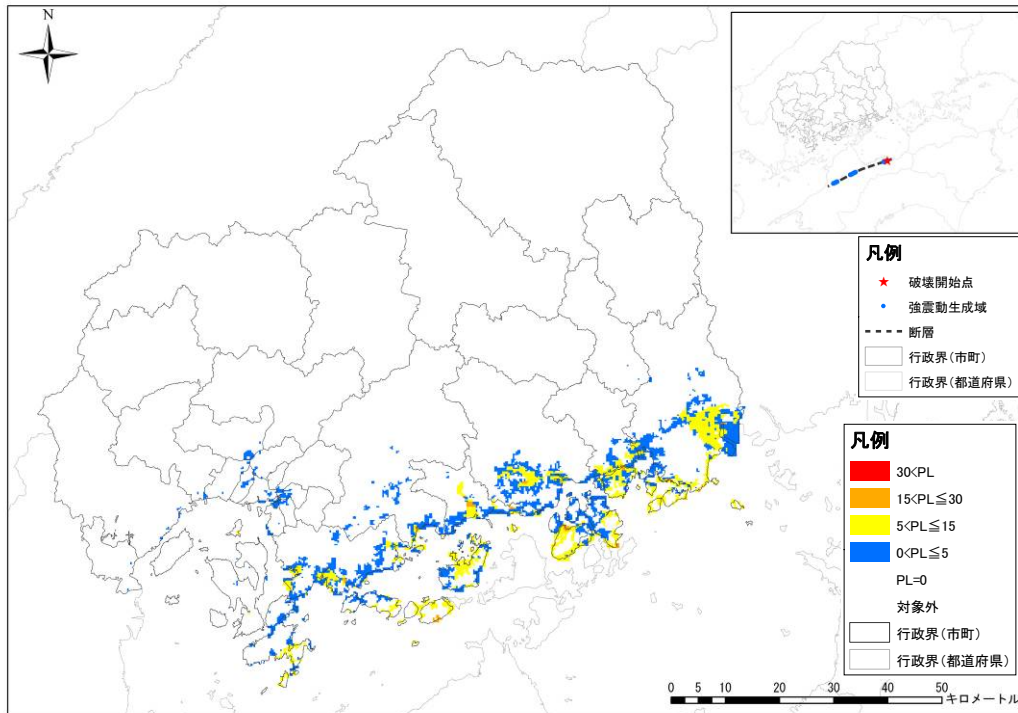 N
凡例
破壊開始点
強震動生成域
断層
行政界(市町)
行政界(都道府県)
凡例
30<PL
15<PL≦30
5<PL≦15
0<PL≦5
PL=0
対象外
行政界(市町)
行政界(都道府県)
0 5 10 20 30 40 50
キロメートル